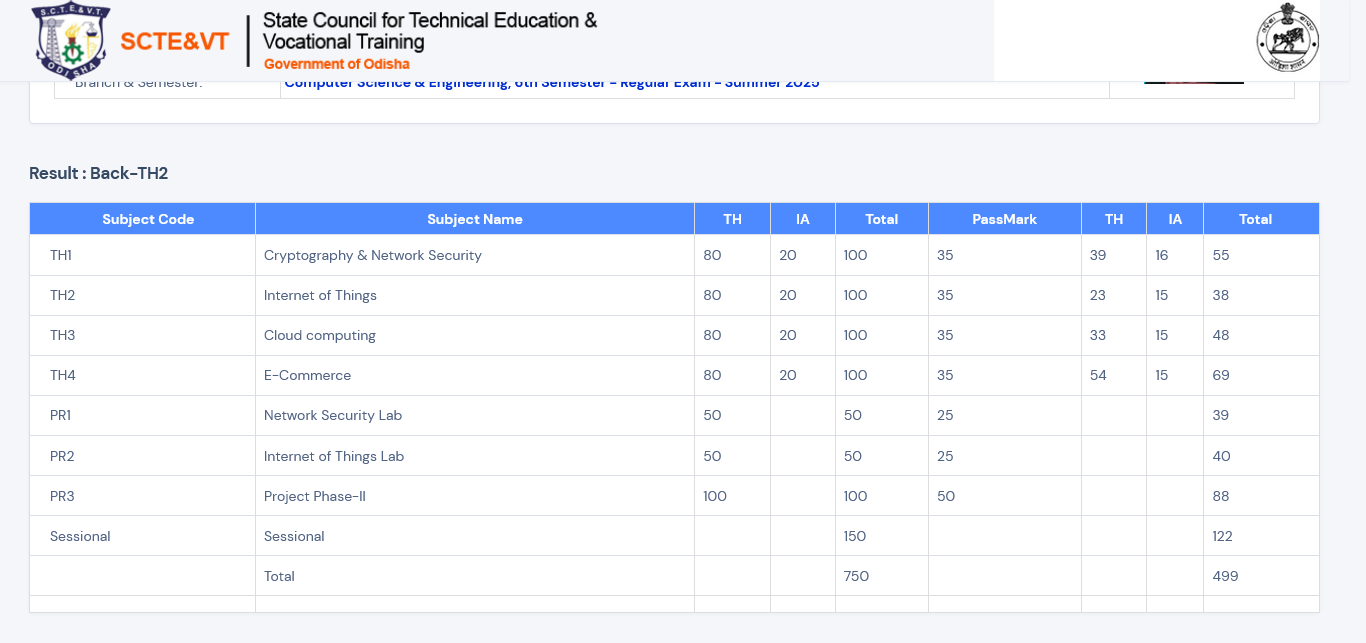 S.C.T.E.&V.T.
ODISHA
SCTE&VT
State Council for Technical Education &
Vocational Training
Government of Odisha
Branch & Semester: Computer Science & Engineering, 6th Semester - Regular Exam - Summer 2025
Result : Back-TH2
Subject Code Subject Name TH IA Total PassMark TH IA Total
TH1 Cryptography & Network Security 80 20 100 35 39 16 55
TH2 Internet of Things 80 20 100 35 23 15 38
TH3 Cloud computing 80 20 100 35 33 15 48
TH4 E-Commerce 80 20 100 35 54 15 69
PR1 Network Security Lab 50 50 25 39
PR2 Internet of Things Lab 50 50 25 40
PR3 Project Phase-II 100 100 50 88
Sessional Sessional 150 122
Total 750 499